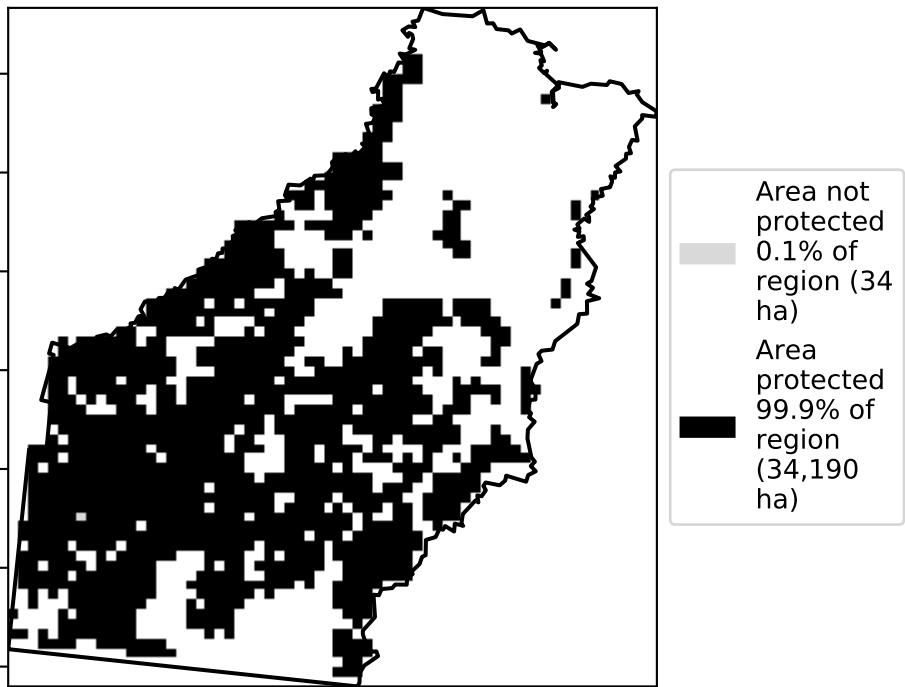 Area not
protected
0.1% of
region (34
ha)
Area
protected
99.9% of
region
(34,190
ha)